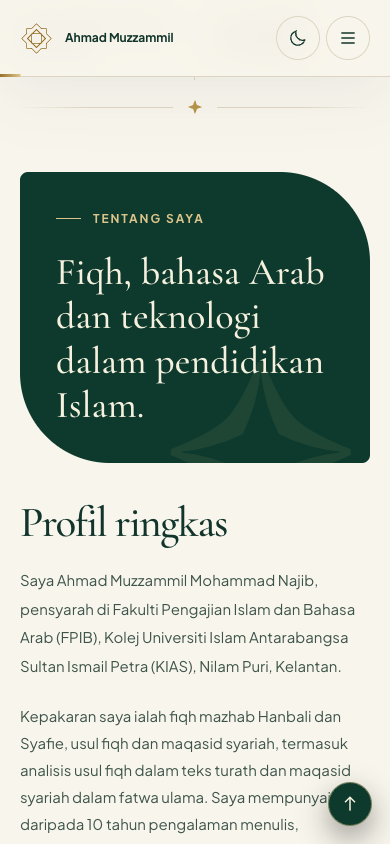 Ahmad Muzzammil
TENTANG SAYA
Fiqh, bahasa Arab
dan teknologi
dalam pendidikan
Islam.
Profil ringkas
Saya Ahmad Muzzammil Mohammad Najib,
pensyarah di Fakulti Pengajian Islam dan Bahasa
Arab (FPIB), Kolej Universiti Islam Antarabangsa
Sultan Ismail Petra (KIAS), Nilam Puri, Kelantan.
Kepakaran saya ialah fiqh mazhab Hanbali dan
Syafie, usul fiqh dan maqasid syariah, termasuk
analisis usul fiqh dalam teks turath dan maqasid
syariah dalam fatwa ulama. Saya mempunyai
daripada 10 tahun pengalaman menulis,